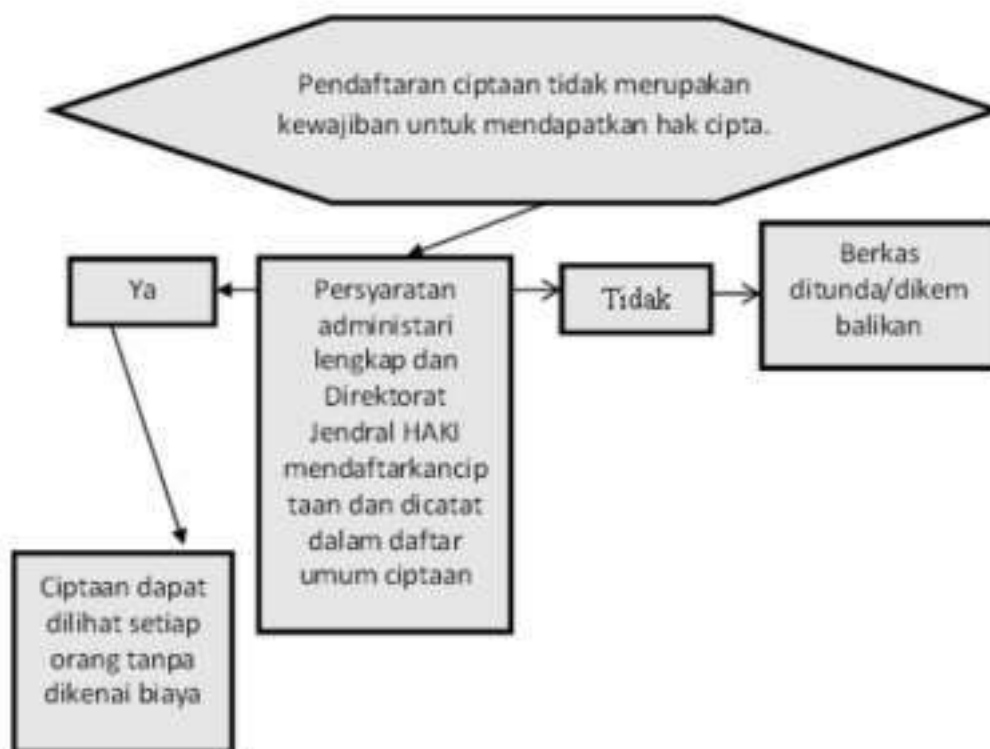 Pendaftaran ciptaan tidak merupakan
kewajiban untuk mendapatkan hak cipta.
Ya
Persyaratan
administari
lengkap dan
Direktorat
Jendral HAKI
mendaftarkancip
taan dan dicatat
dalam daftar
umum ciptaan
Tidak
Berkas
ditunda/dikem
balikan
Ciptaan dapat
dilihat setiap
orang tanpa
dikenai biaya